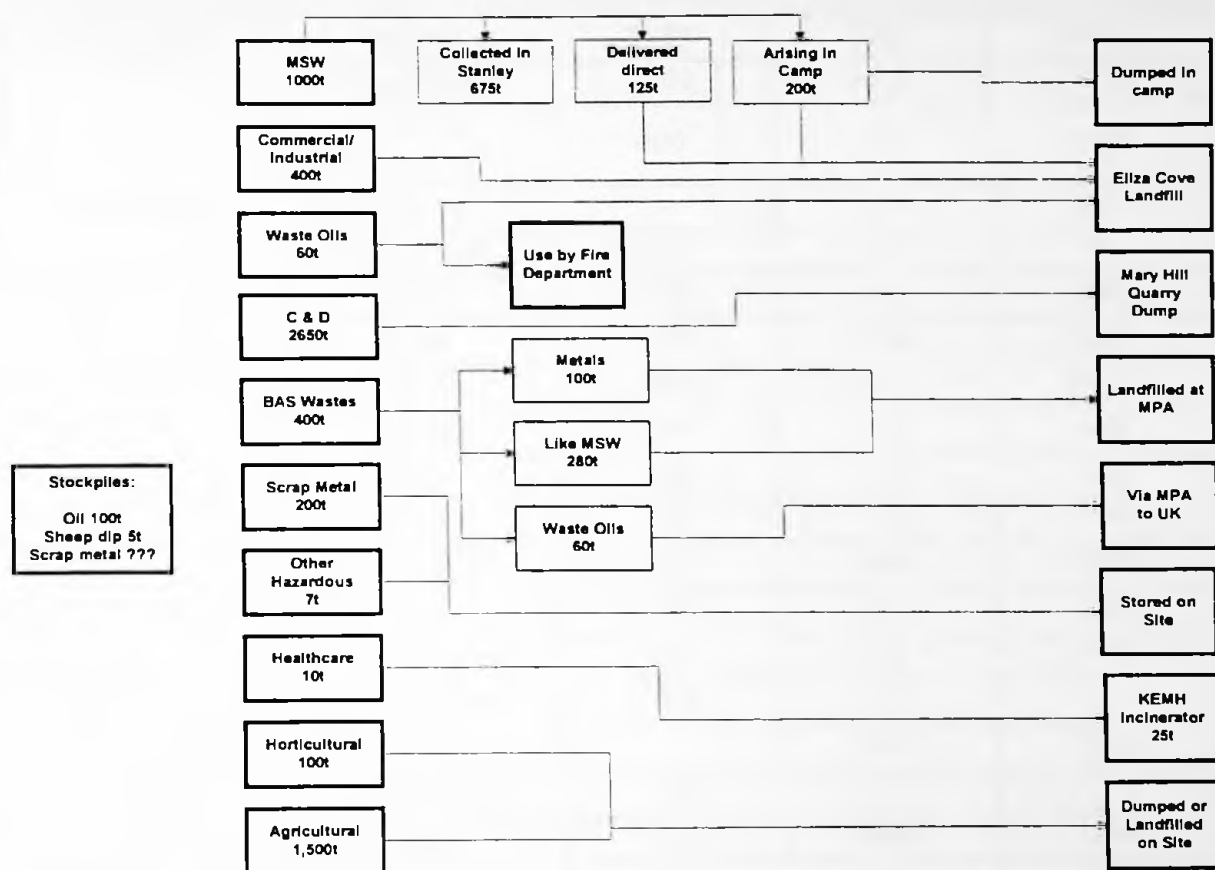 MSW
1000t
Collected In
Stanley
675t
Delivered
direct
125t
Arising In
Camp
200t
Dumped In
camp
Commercial/
Industrial
400t
Eliza Cove
Landfill
Waste Oils
60t
Use by Fire
Department
Mary Hill
Quarry
Dump
C & D
2650t
Metals
100t
BAS Wastes
400t
Landfilled at
MPA
Like MSW
280t
Stockpiles:
Oil 100t
Sheep dip 5t
Scrap metal ???
Scrap Metal
200t
Via MPA
to UK
Waste Oils
60t
Other
Hazardous
7t
Stored on
Site
Healthcare
10t
KEMH
Incinerator
25t
Horticultural
100t
Agricultural
1,500t
Dumped or
Landfilled
on Site